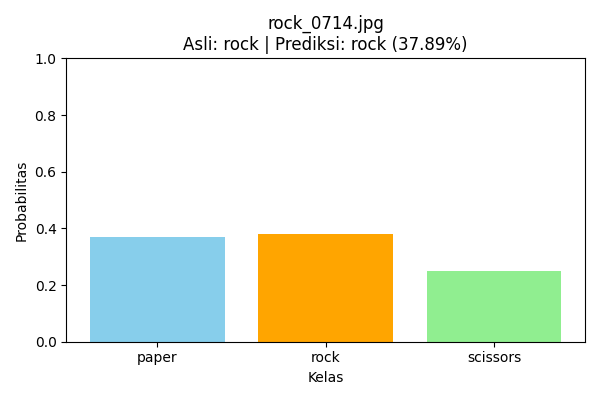 rock_0714.jpg
Asli: rock | Prediksi: rock (37.89%)
1.0
0.8
0.6
0.4
0.2
0.0
Probabilitas
paper rock scissors
Kelas